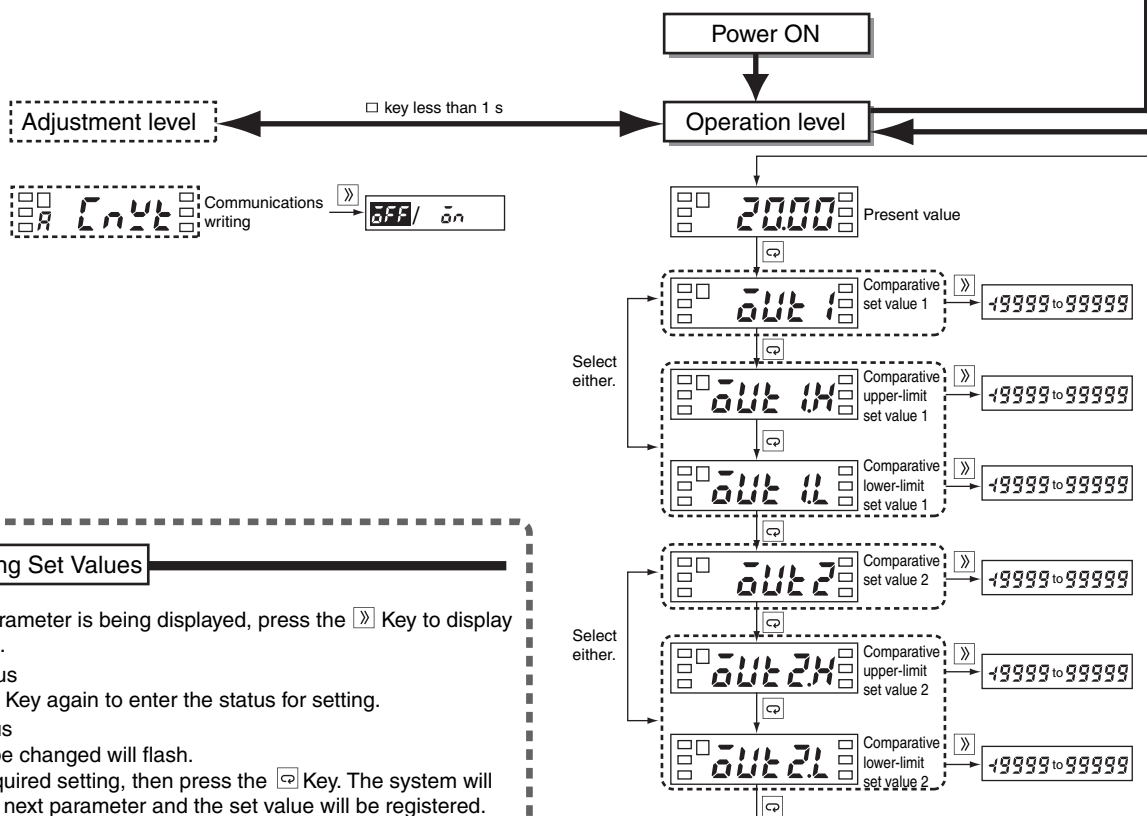 Power ON
Adjustment level
□ key less than 1 s
Operation level
A CnWt
Communications
writing
oFF / on
20.00
Present value
oUt 1
Comparative
set value 1
-19999 to 99999
Select
either.
oUt 1.H
Comparative
upper-limit
set value 1
-19999 to 99999
oUt 1.L
Comparative
lower-limit
set value 1
-19999 to 99999
oUt 2
Comparative
set value 2
-19999 to 99999
Select
either.
oUt 2.H
Comparative
upper-limit
set value 2
-19999 to 99999
oUt 2.L
Comparative
lower-limit
set value 2
-19999 to 99999
ng Set Values
rameter is being displayed, press the » Key to display
.
us
Key again to enter the status for setting.
us
be changed will flash.
quired setting, then press the Key. The system will
next parameter and the set value will be registered.